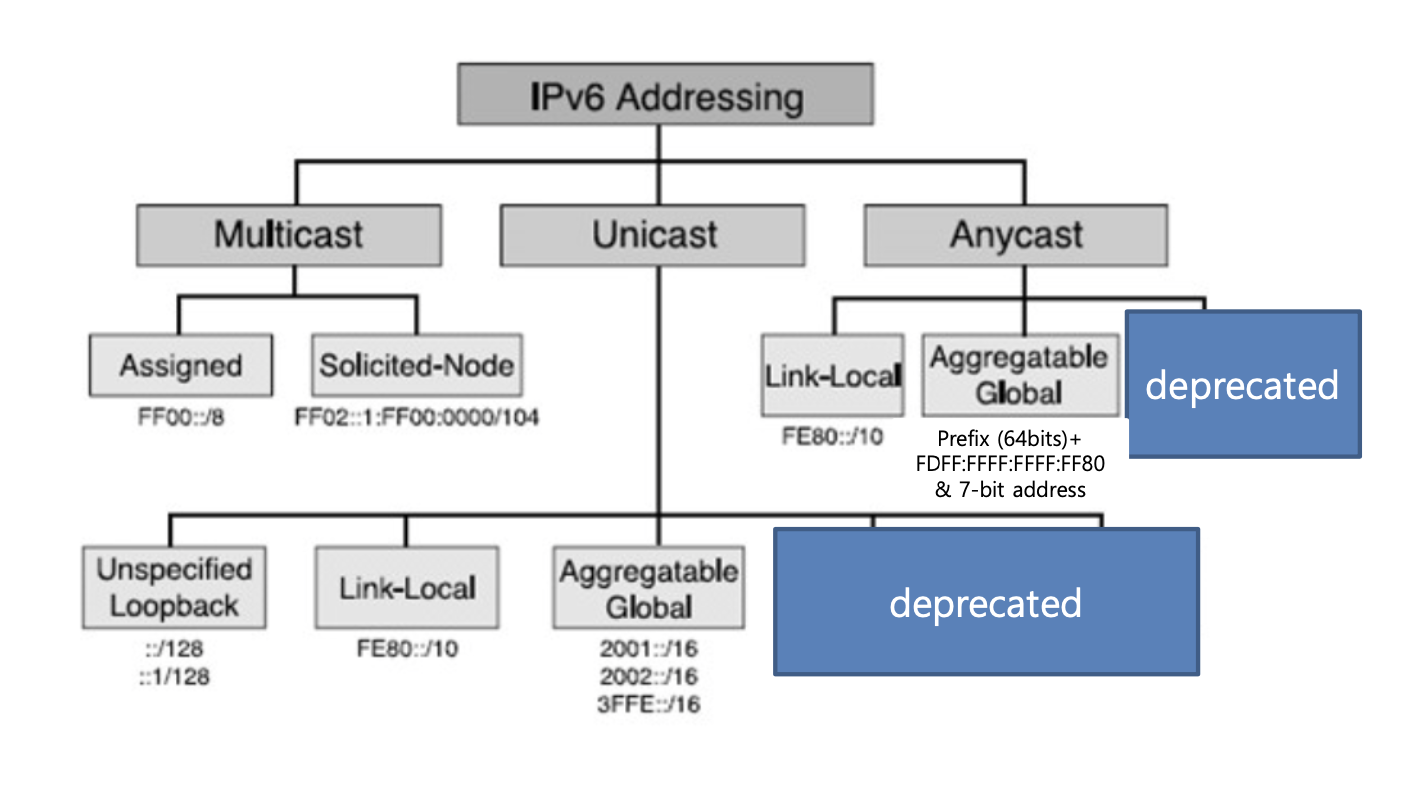 IPv6 Addressing
Multicast
Unicast
Anycast
Assigned
FF00::/8
Solicited-Node
FF02::1:FF00:0000/104
Link-Local
FE80::/10
Aggregatable
Global
Prefix (64bits)+
FDFF:FFFF:FFFF:FF80
& 7-bit address
deprecated
Unspecified
Loopback
::/128
::1/128
Link-Local
FE80::/10
Aggregatable
Global
2001::/16
2002::/16
3FFE::/16
deprecated